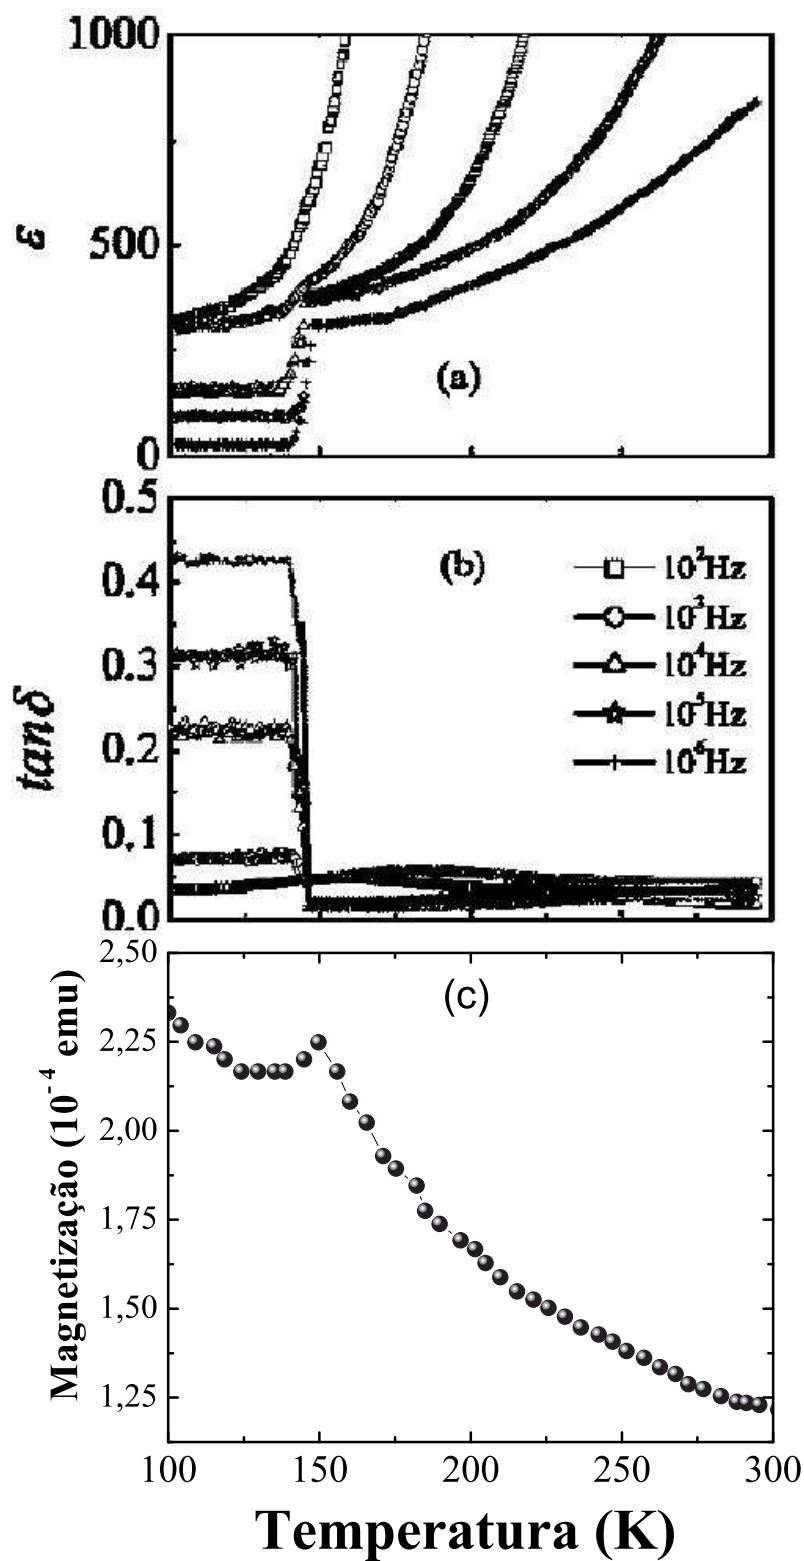 1000
500
0
ε
(a)
0.5
0.4
0.3
0.2
0.1
0.0
tanδ
(b)
10²Hz
10³Hz
10⁴Hz
10⁵Hz
10⁶Hz
2,50
2,25
2,00
1,75
1,50
1,25
Magnetização (10⁻⁴ emu)
(c)
100 150 200 250 300
Temperatura (K)